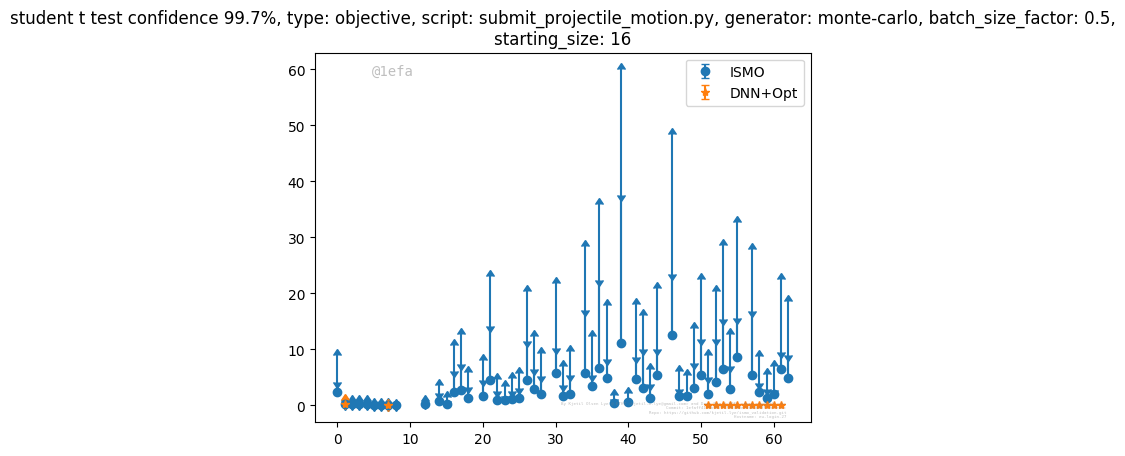 student t test confidence 99.7%, type: objective, script: submit_projectile_motion.py, generator: monte-carlo, batch_size_factor: 0.5,
starting_size: 16
@1efa
ISMO
DNN+Opt
60
50
40
30
20
10
0
0 10 20 30 40 50 60